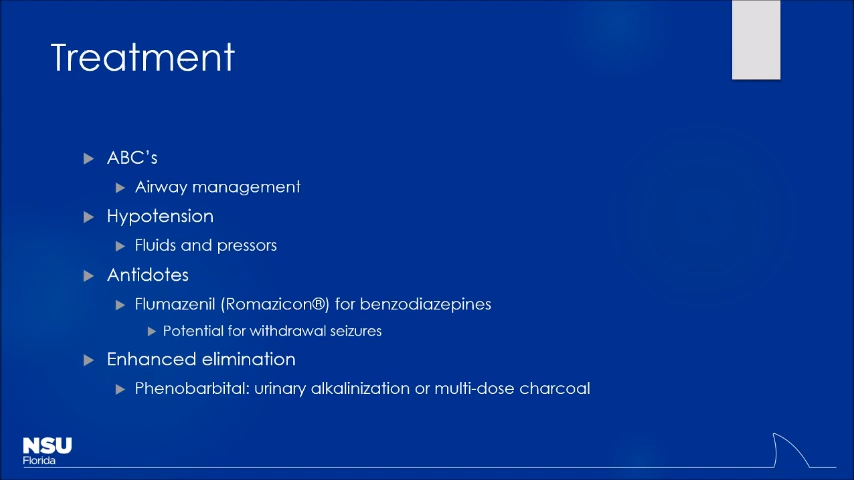 Treatment
ABC's
Airway management
Hypotension
Fluids and pressors
Antidotes
Flumazenil (Romazicon®) for benzodiazepines
Potential for withdrawal seizures
Enhanced elimination
Phenobarbital: urinary alkalinization or multi-dose charcoal
NSU
Florida